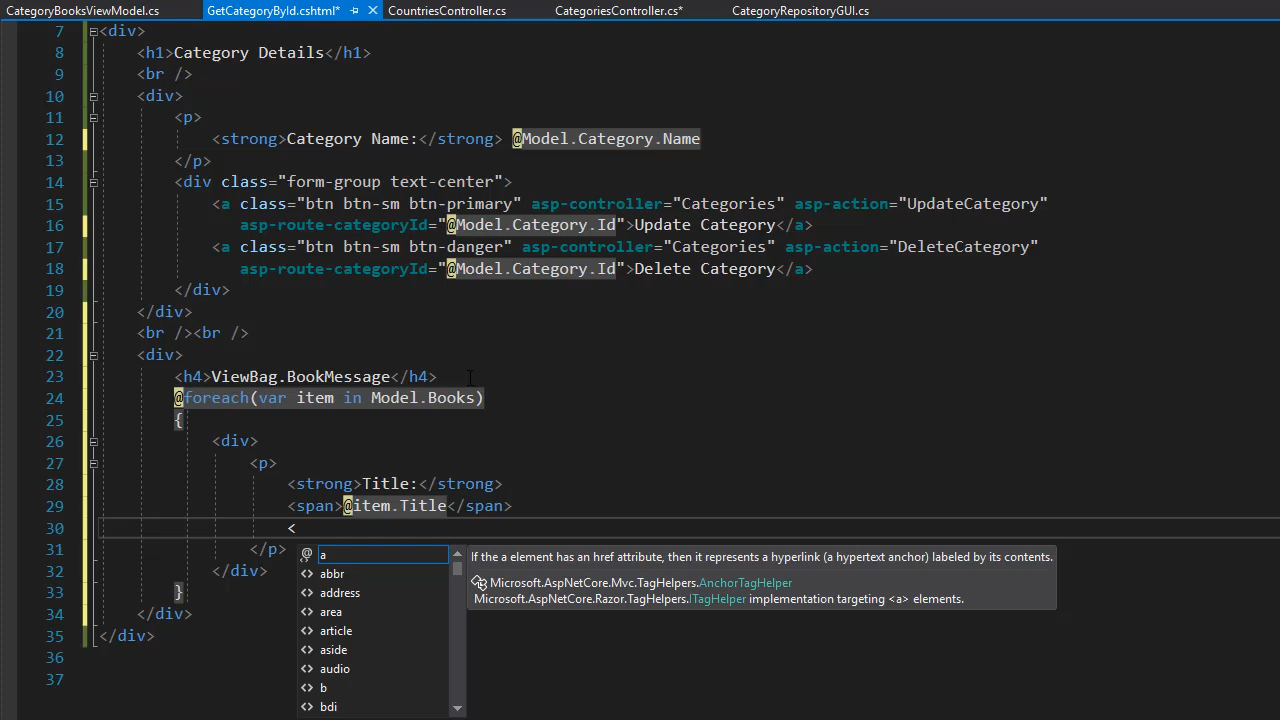 CategoryBooksViewModel.cs GetCategoryById.cshtml* CountriesController.cs CategoriesController.cs* CategoryRepositoryGUI.cs
7 <div>
8 <h1>Category Details</h1>
9 <br />
10 <div>
11 <p>
12 <strong>Category Name:</strong> @Model.Category.Name
13 </p>
14 <div class="form-group text-center">
15 <a class="btn btn-sm btn-primary" asp-controller="Categories" asp-action="UpdateCategory"
16 asp-route-categoryId="@Model.Category.Id">Update Category</a>
17 <a class="btn btn-sm btn-danger" asp-controller="Categories" asp-action="DeleteCategory"
18 asp-route-categoryId="@Model.Category.Id">Delete Category</a>
19 </div>
20 </div>
21 <br /><br />
22 <div>
23 <h4>ViewBag.BookMessage</h4>
24 @foreach(var item in Model.Books)
25 {
26 <div>
27 <p>
28 <strong>Title:</strong>
29 <span>@item.Title</span>
30 <
31 </p>
32 </div>
33 }
34 </div>
35 </div>
36
37
a
abbr
address
area
article
aside
audio
b
bdi
If the a element has an href attribute, then it represents a hyperlink (a hypertext anchor) labeled by its contents.
Microsoft.AspNetCore.Mvc.TagHelpers.AnchorTagHelper
Microsoft.AspNetCore.Razor.TagHelpers.ITagHelper implementation targeting <a> elements.